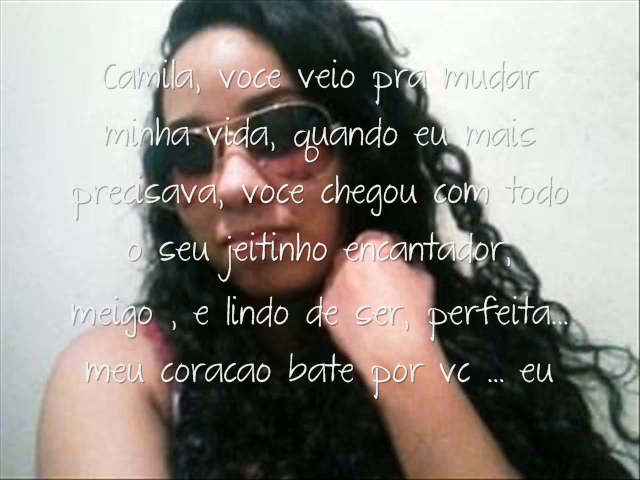 Camila, voce veio pra mudar
minha vida, quando eu mais
precisava, voce chegou com todo
o seu jeitinho encantador,
meigo , e lindo de ser, perfeita...
meu coracao bate por vc ... eu